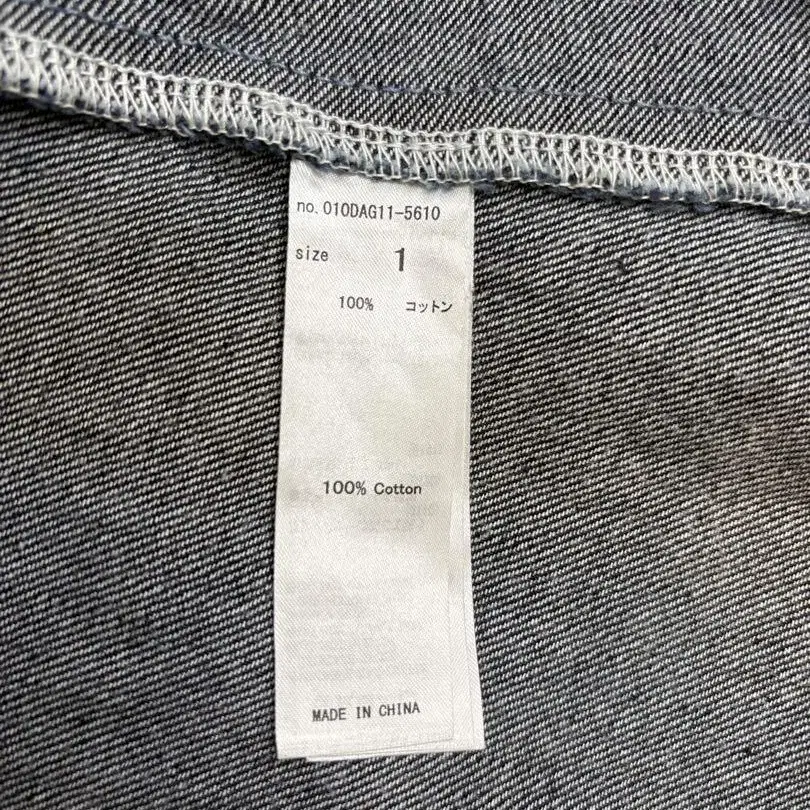 no. 010DAG11-5610
size 1
100% コットン
100% Cotton
MADE IN CHINA